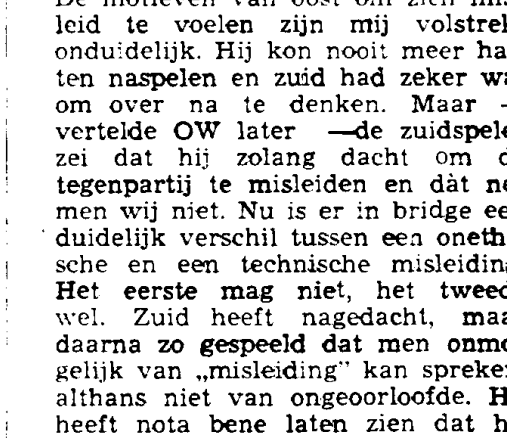 De motieven van oost om zich mis
leid te voelen zijn mij volstrek
onduidelijk. Hij kon nooit meer ha
ten naspelen en zuid had zeker w
om over na te denken. Maar -
vertelde OW later —de zuidspele
zei dat hij zolang dacht om d
tegenpartij te misleiden en dàt ne
men wij niet. Nu is er in bridge ee
duidelijk verschil tussen een oneth
sche en een technische misleidin
Het eerste mag niet, het tweed
wel. Zuid heeft nagedacht, maa
daarna zo gespeeld dat men onmo
gelijk van „misleiding" kan spreke
althans niet van ongeoorloofde. H
heeft nota bene laten zien dat h